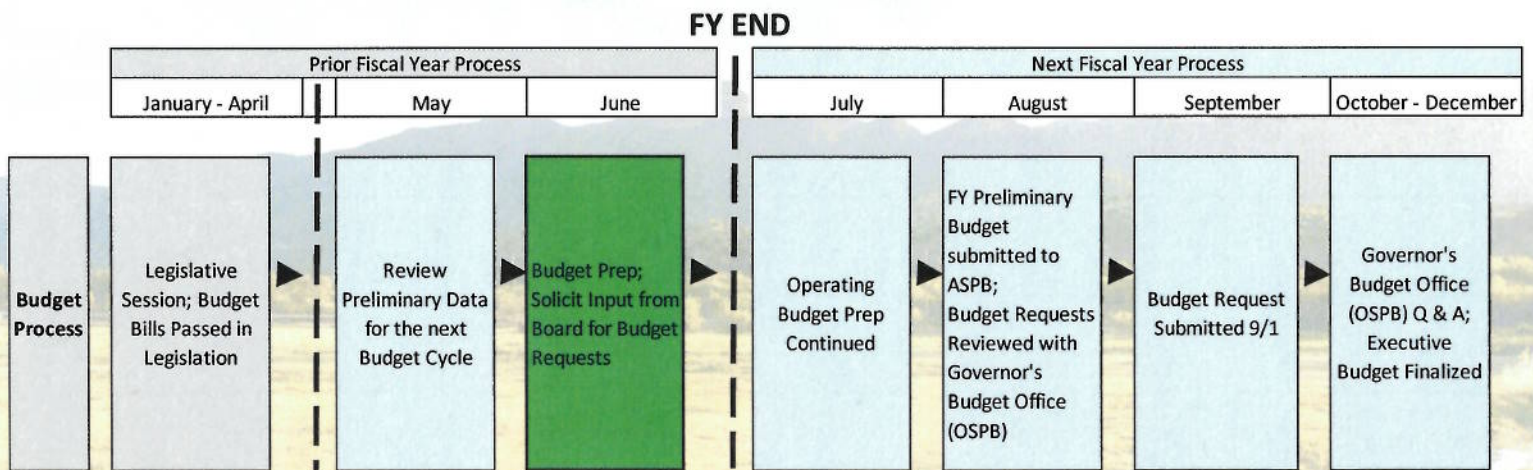 FY END
Prior Fiscal Year Process
Next Fiscal Year Process
January - April
May
June
July
August
September
October - December
Budget
Process
Legislative
Session; Budget
Bills Passed in
Legislation
Review
Preliminary Data
for the next
Budget Cycle
Budget Prep;
Solicit Input from
Board for Budget
Requests
Operating
Budget Prep
Continued
FY Preliminary
Budget
submitted to
ASPB;
Budget Requests
Reviewed with
Governor's
Budget Office
(OSPB)
Budget Request
Submitted 9/1
Governor's
Budget Office
(OSPB) Q & A;
Executive
Budget Finalized